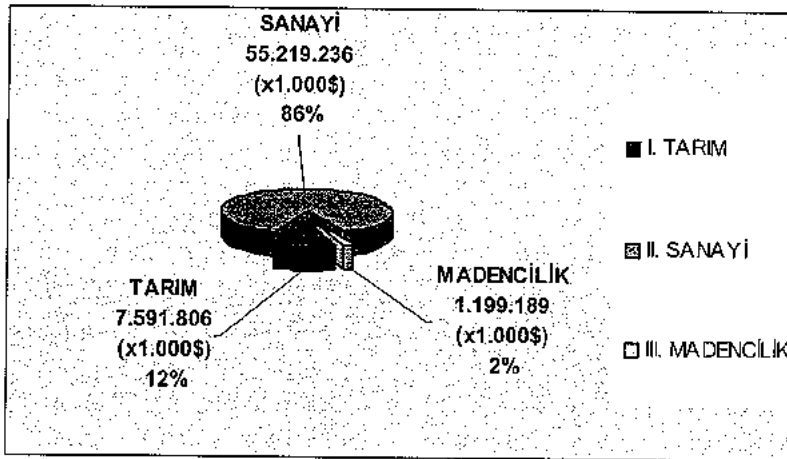 SANAYİ
55.219.236
(x1.000$)
86%
I. TARIM
II. SANAYİ
TARIM
7.591.806
(x1.000$)
12%
MADENCİLİK
1.199.189
(x1.000$)
2%
III. MADENCİLİK